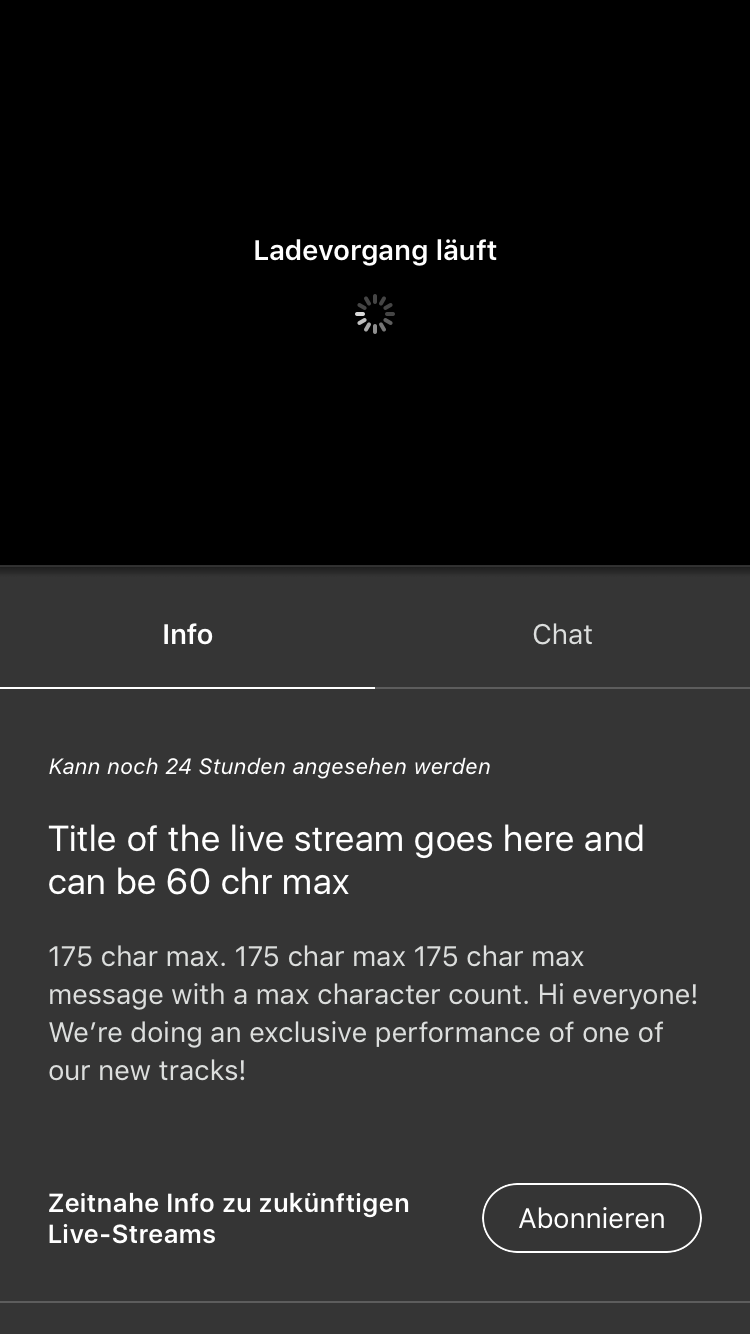 Ladevorgang läuft
Info
Chat
Kann noch 24 Stunden angesehen werden
Title of the live stream goes here and
can be 60 chr max
175 char max. 175 char max 175 char max
message with a max character count. Hi everyone!
We’re doing an exclusive performance of one of
our new tracks!
Zeitnahe Info zu zukünftigen
Live-Streams
Abonnieren